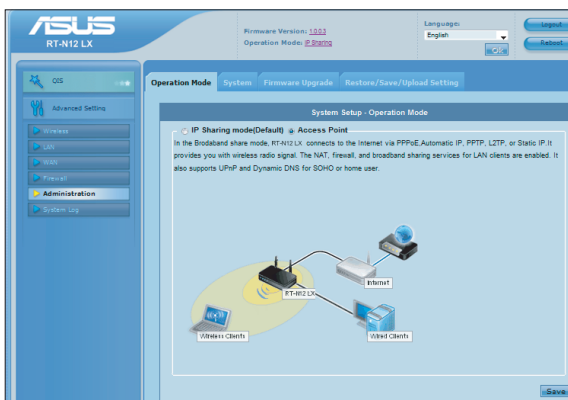 ASUS
RT-N12 LX
Firmware Version: 1.0.0.3
Operation Mode: IP Sharing
Language:
English
OK
Logout
Reboot
QIS
Advanced Setting
Wireless
LAN
WAN
Firewall
Administration
System Log
Operation Mode
System
Firmware Upgrade
Restore/Save/Upload Setting
System Setup - Operation Mode
IP Sharing mode(Default) Access Point
In the Brodaband share mode, RT-N12 LX connects to the Internet via PPPoE,Automatic IP, PPTP, L2TP, or Static IP.It
provides you with wireless radio signal. The NAT, firewall, and broadband sharing services for LAN clients are enabled. It
also supports UPnP and Dynamic DNS for SOHO or home user.
Internet
RT-N12 LX
Wireless Clients
Wired Clients
Save